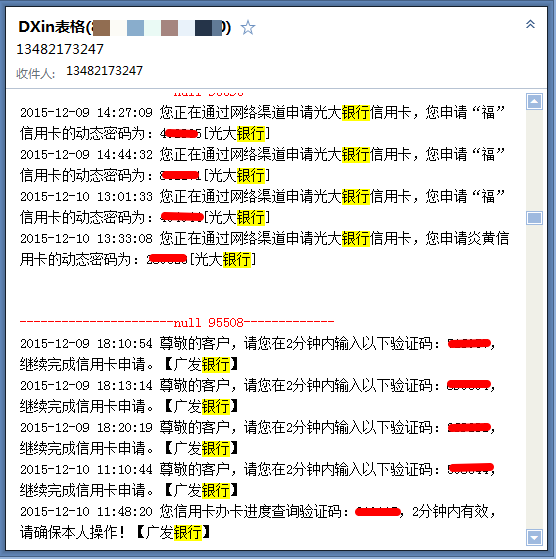 DXin表格(
13482173247
收件人： 13482173247
2015-12-09 14:27:09 您正在通过网络渠道申请光大银行信用卡，您申请“福”
信用卡的动态密码为：[光大银行]
2015-12-09 14:44:32 您正在通过网络渠道申请光大银行信用卡，您申请“福”
信用卡的动态密码为：[光大银行]
2015-12-10 13:01:33 您正在通过网络渠道申请光大银行信用卡，您申请“福”
信用卡的动态密码为：[光大银行]
2015-12-10 13:33:08 您正在通过网络渠道申请光大银行信用卡，您申请炎黄信
用卡的动态密码为：[光大银行]
----------------------null 95508-------------
2015-12-09 18:10:54 尊敬的客户，请您在2分钟内输入以下验证码：，
继续完成信用卡申请。【广发银行】
2015-12-09 18:13:14 尊敬的客户，请您在2分钟内输入以下验证码：，
继续完成信用卡申请。【广发银行】
2015-12-09 18:20:19 尊敬的客户，请您在2分钟内输入以下验证码：，
继续完成信用卡申请。【广发银行】
2015-12-10 11:10:44 尊敬的客户，请您在2分钟内输入以下验证码：，
继续完成信用卡申请。【广发银行】
2015-12-10 11:48:20 您信用卡办卡进度查询验证码：，2分钟内有效，
请确保本人操作！【广发银行】